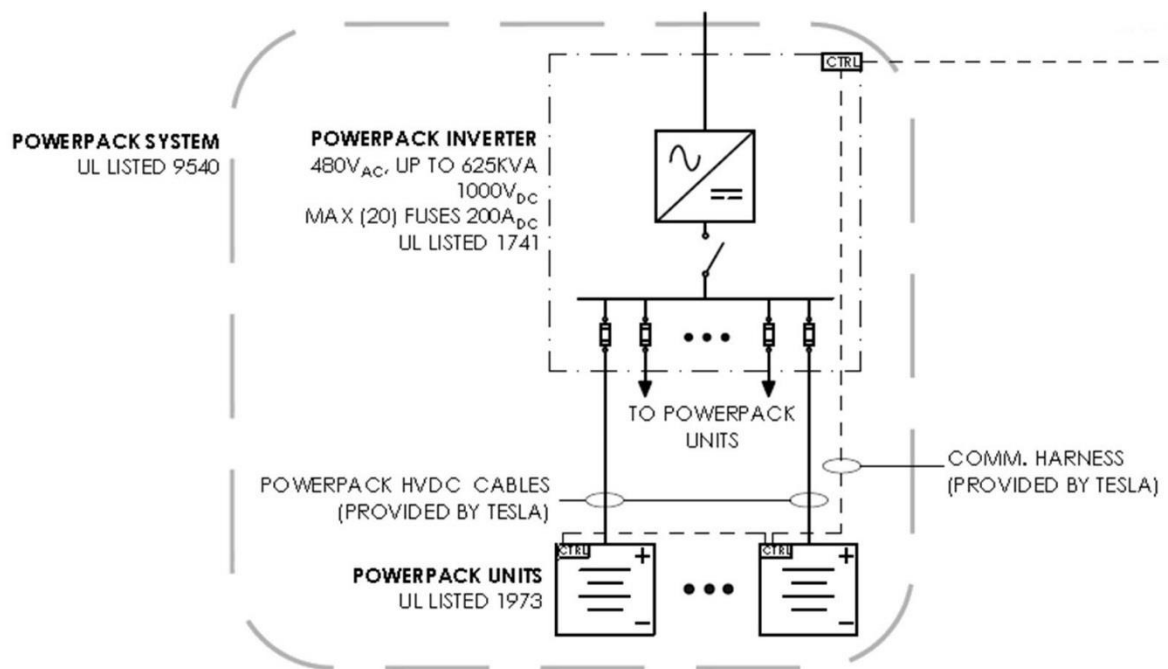 CTRL
POWERPACK SYSTEM
UL LISTED 9540
POWERPACK INVERTER
480VAC, UP TO 625KVA
1000VDC
MAX (20) FUSES 200ADC
UL LISTED 1741
TO POWERPACK
UNITS
COMM. HARNESS
(PROVIDED BY TESLA)
POWERPACK HVDC CABLES
(PROVIDED BY TESLA)
CTRL
CTRL
POWERPACK UNITS
UL LISTED 1973